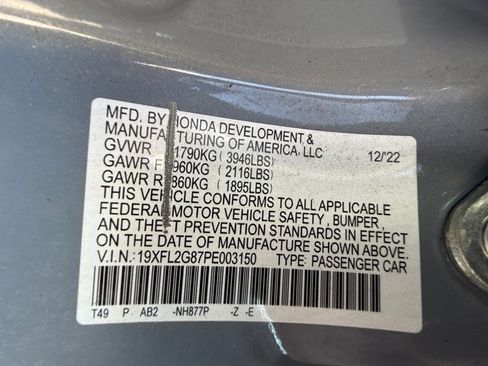 MFD. BY HONDA DEVELOPMENT &
MANUFACTURING OF AMERICA, LLC 12/'22
GVWR 1790KG ( 3946LBS)
GAWR F 960KG ( 2116LBS)
GAWR R 860KG ( 1895LBS)
THIS VEHICLE CONFORMS TO ALL APPLICABLE
FEDERAL MOTOR VEHICLE SAFETY, BUMPER,
AND THEFT PREVENTION STANDARDS IN EFFECT
ON THE DATE OF MANUFACTURE SHOWN ABOVE.
V.I.N: 19XFL2G87PE003150 TYPE: PASSENGER CAR
T49 P AB2 -NH877P -Z -E